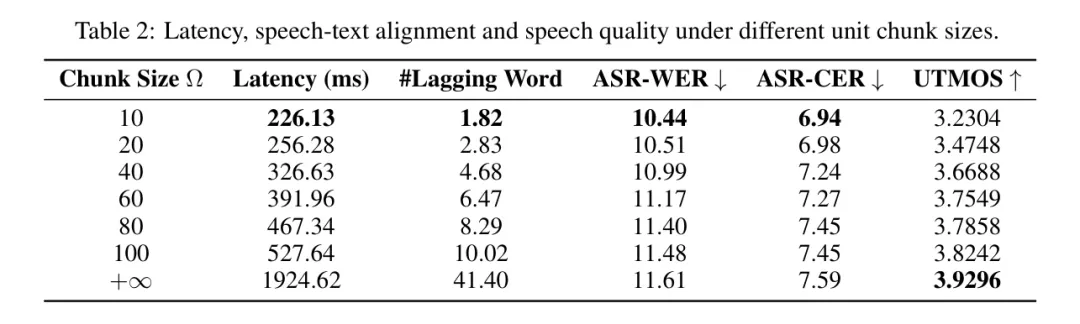 Table 2: Latency, speech-text alignment and speech quality under different unit chunk sizes.
Chunk Size Ω Latency (ms) #Lagging Word ASR-WER ↓ ASR-CER ↓ UTMOS ↑
10 226.13 1.82 10.44 6.94 3.2304
20 256.28 2.83 10.51 6.98 3.4748
40 326.63 4.68 10.99 7.24 3.6688
60 391.96 6.47 11.17 7.27 3.7549
80 467.34 8.29 11.40 7.45 3.7858
100 527.64 10.02 11.48 7.45 3.8242
+∞ 1924.62 41.40 11.61 7.59 3.9296